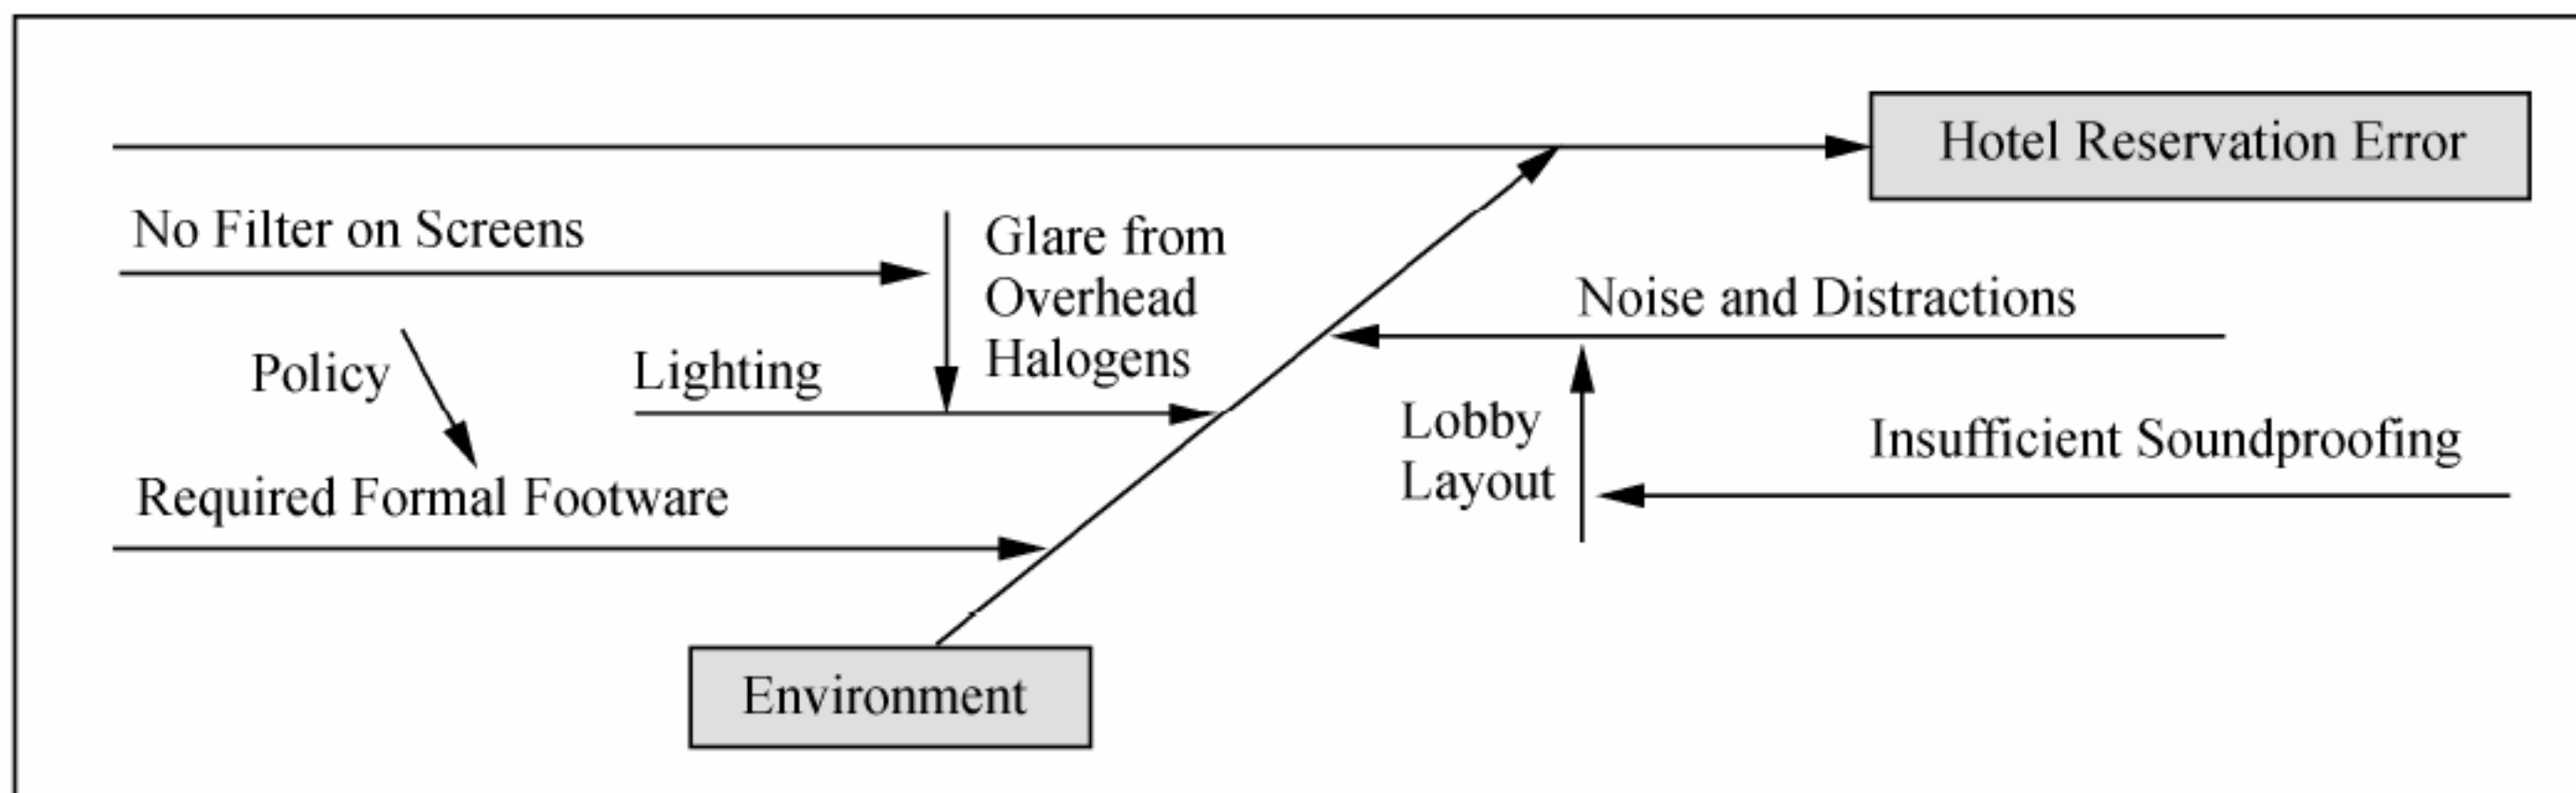 Hotel Reservation Error
No Filter on Screens
Glare from
Overhead
Halogens
Noise and Distractions
Policy
Lighting
Lobby
Layout
Insufficient Soundproofing
Required Formal Footware
Environment